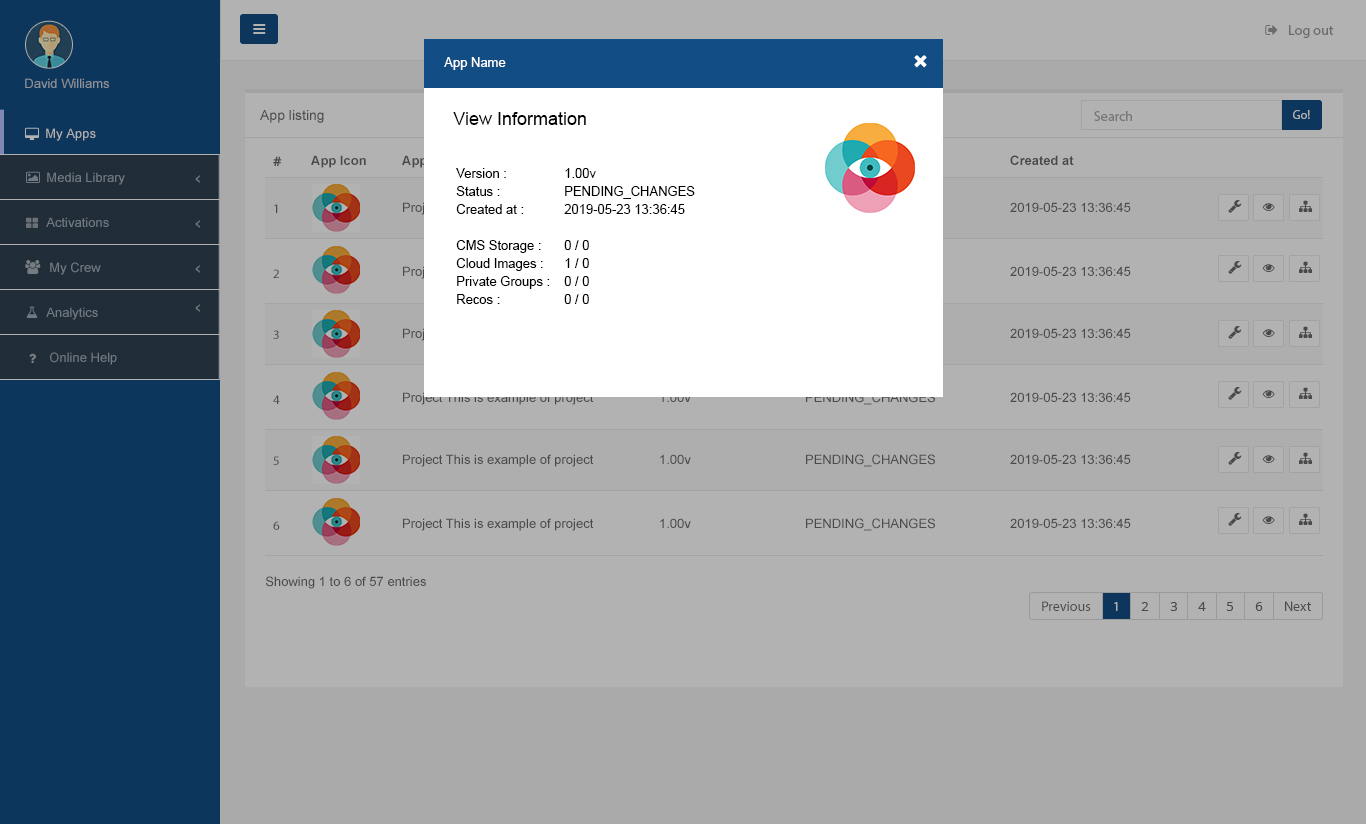 David Williams
My Apps
Media Library
Activations
My Crew
Analytics
? Online Help
Log out
App Name
View Information
Version : 1.00v
Status : PENDING_CHANGES
Created at : 2019-05-23 13:36:45
CMS Storage : 0 / 0
Cloud Images : 1 / 0
Private Groups : 0 / 0
Recos : 0 / 0
App listing
Search Go!
# App Icon App Created at
1 2019-05-23 13:36:45
2 2019-05-23 13:36:45
3 2019-05-23 13:36:45
4 Project This is example of project 1.00v PENDING_CHANGES 2019-05-23 13:36:45
5 Project This is example of project 1.00v PENDING_CHANGES 2019-05-23 13:36:45
6 Project This is example of project 1.00v PENDING_CHANGES 2019-05-23 13:36:45
Showing 1 to 6 of 57 entries
Previous 1 2 3 4 5 6 Next